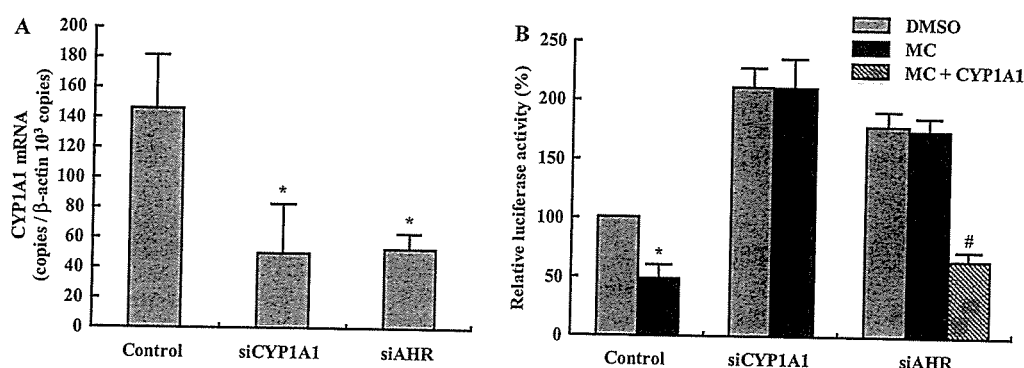 A
CYP1A1 mRNA
(copies / β-actin 10³ copies)
200
180
160
140
120
100
80
60
40
20
0
*
*
Control
siCYP1A1
siAHR
B
DMSO
MC
MC + CYP1A1
Relative luciferase activity (%)
250
200
150
100
50
0
*
#
Control
siCYP1A1
siAHR